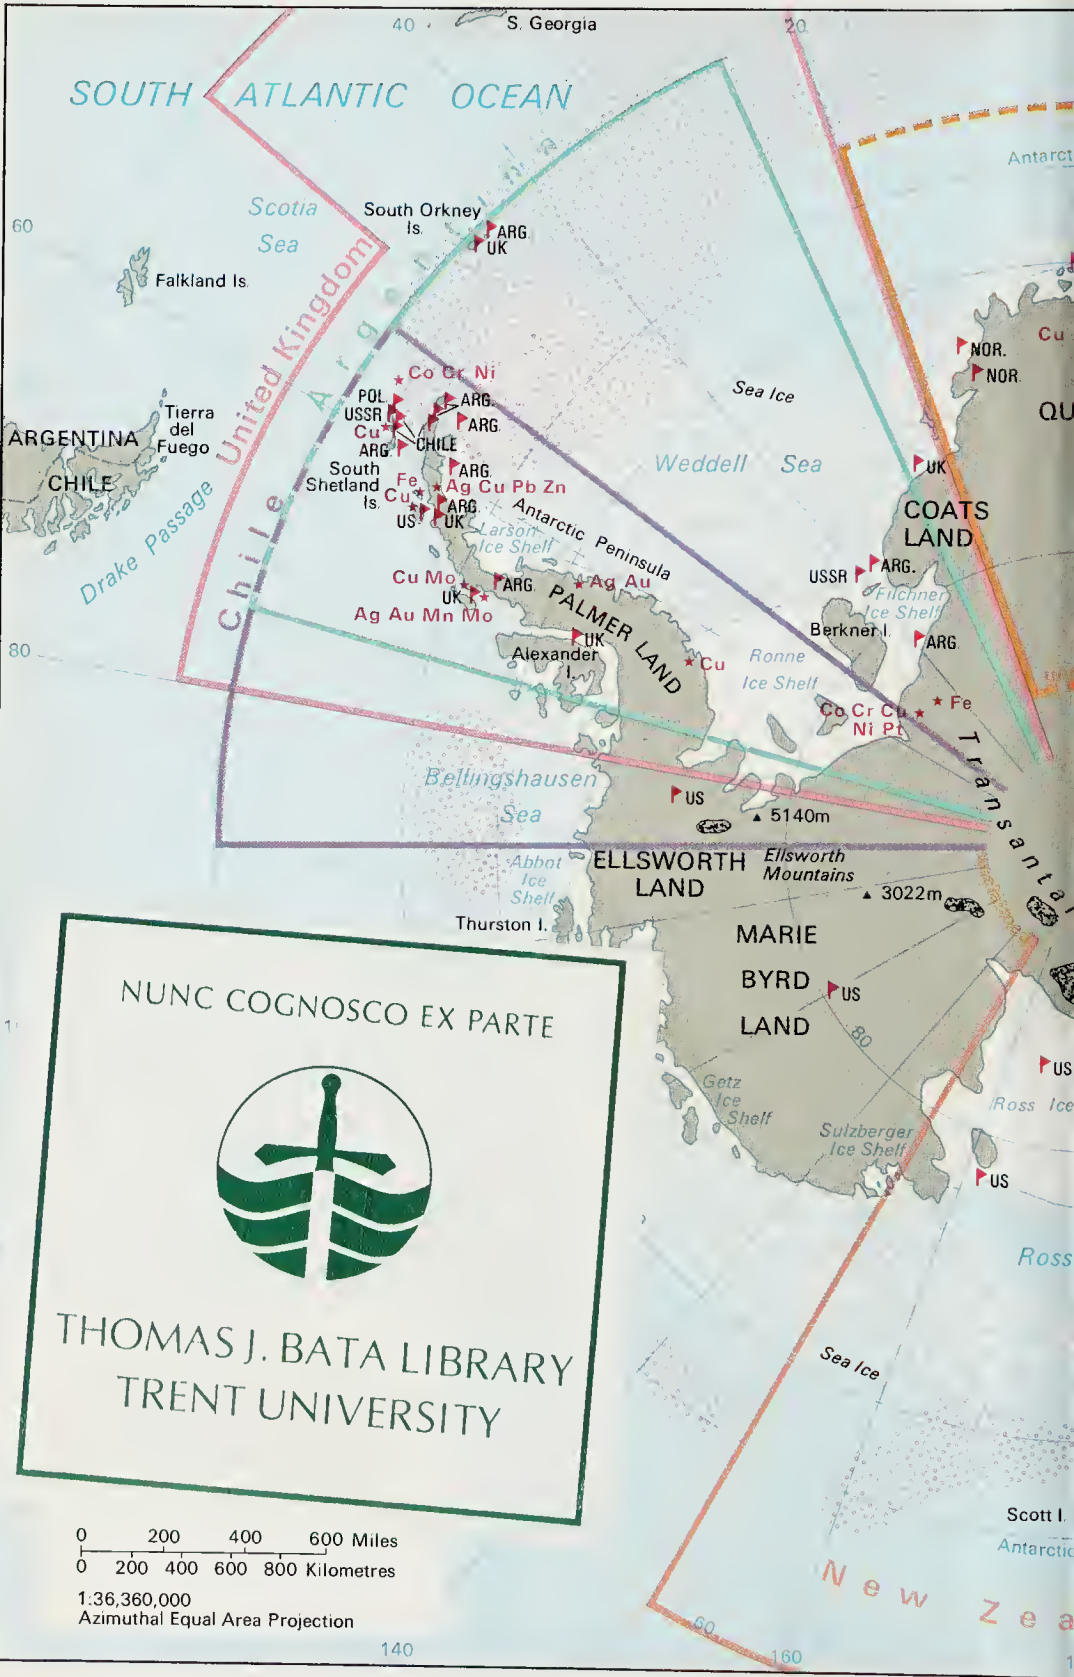 40
S. Georgia
20
SOUTH ATLANTIC OCEAN
Antarct
Scotia
Sea
South Orkney
Is.
ARG.
UK
60
Falkland Is.
United Kingdom
Argentina
Chile
NOR.
NOR.
Cu
QU
Co Cr Ni
Sea Ice
POL.
USSR
Cu
ARG.
CHILE
ARG.
ARG.
Tierra
del
Fuego
ARGENTINA
CHILE
Drake Passage
South
Shetland
Is.
ARG.
Fe
Cu
US
Ag Cu Pb Zn
ARG.
UK
Larson
Ice Shelf
Antarctic Peninsula
Weddell Sea
UK
COATS
LAND
USSR
ARG.
Filchner
Ice Shelf
Berkner I.
ARG.
Cu Mo
UK
ARG.
Ag Au Mn Mo
Ag Au
PALMER LAND
UK
Alexander
I.
Cu
Ronne
Ice Shelf
80
Co Cr Cu
Ni Pt
Fe
Transantar
Bellingshausen
Sea
US
5140m
Abbot
Ice
Shelf
ELLSWORTH
LAND
Ellsworth
Mountains
3022m
Thurston I.
MARIE
BYRD
LAND
US
80
US
Getz
Ice
Shelf
Sulzberger
Ice Shelf
Ross Ice
US
Ross
NUNC COGNOSCO EX PARTE
THOMAS J. BATA LIBRARY
TRENT UNIVERSITY
Sea Ice
Scott I.
Antarctic
New Zea
0 200 400 600 Miles
0 200 400 600 800 Kilometres
1:36,360,000
Azimuthal Equal Area Projection
140
60
160